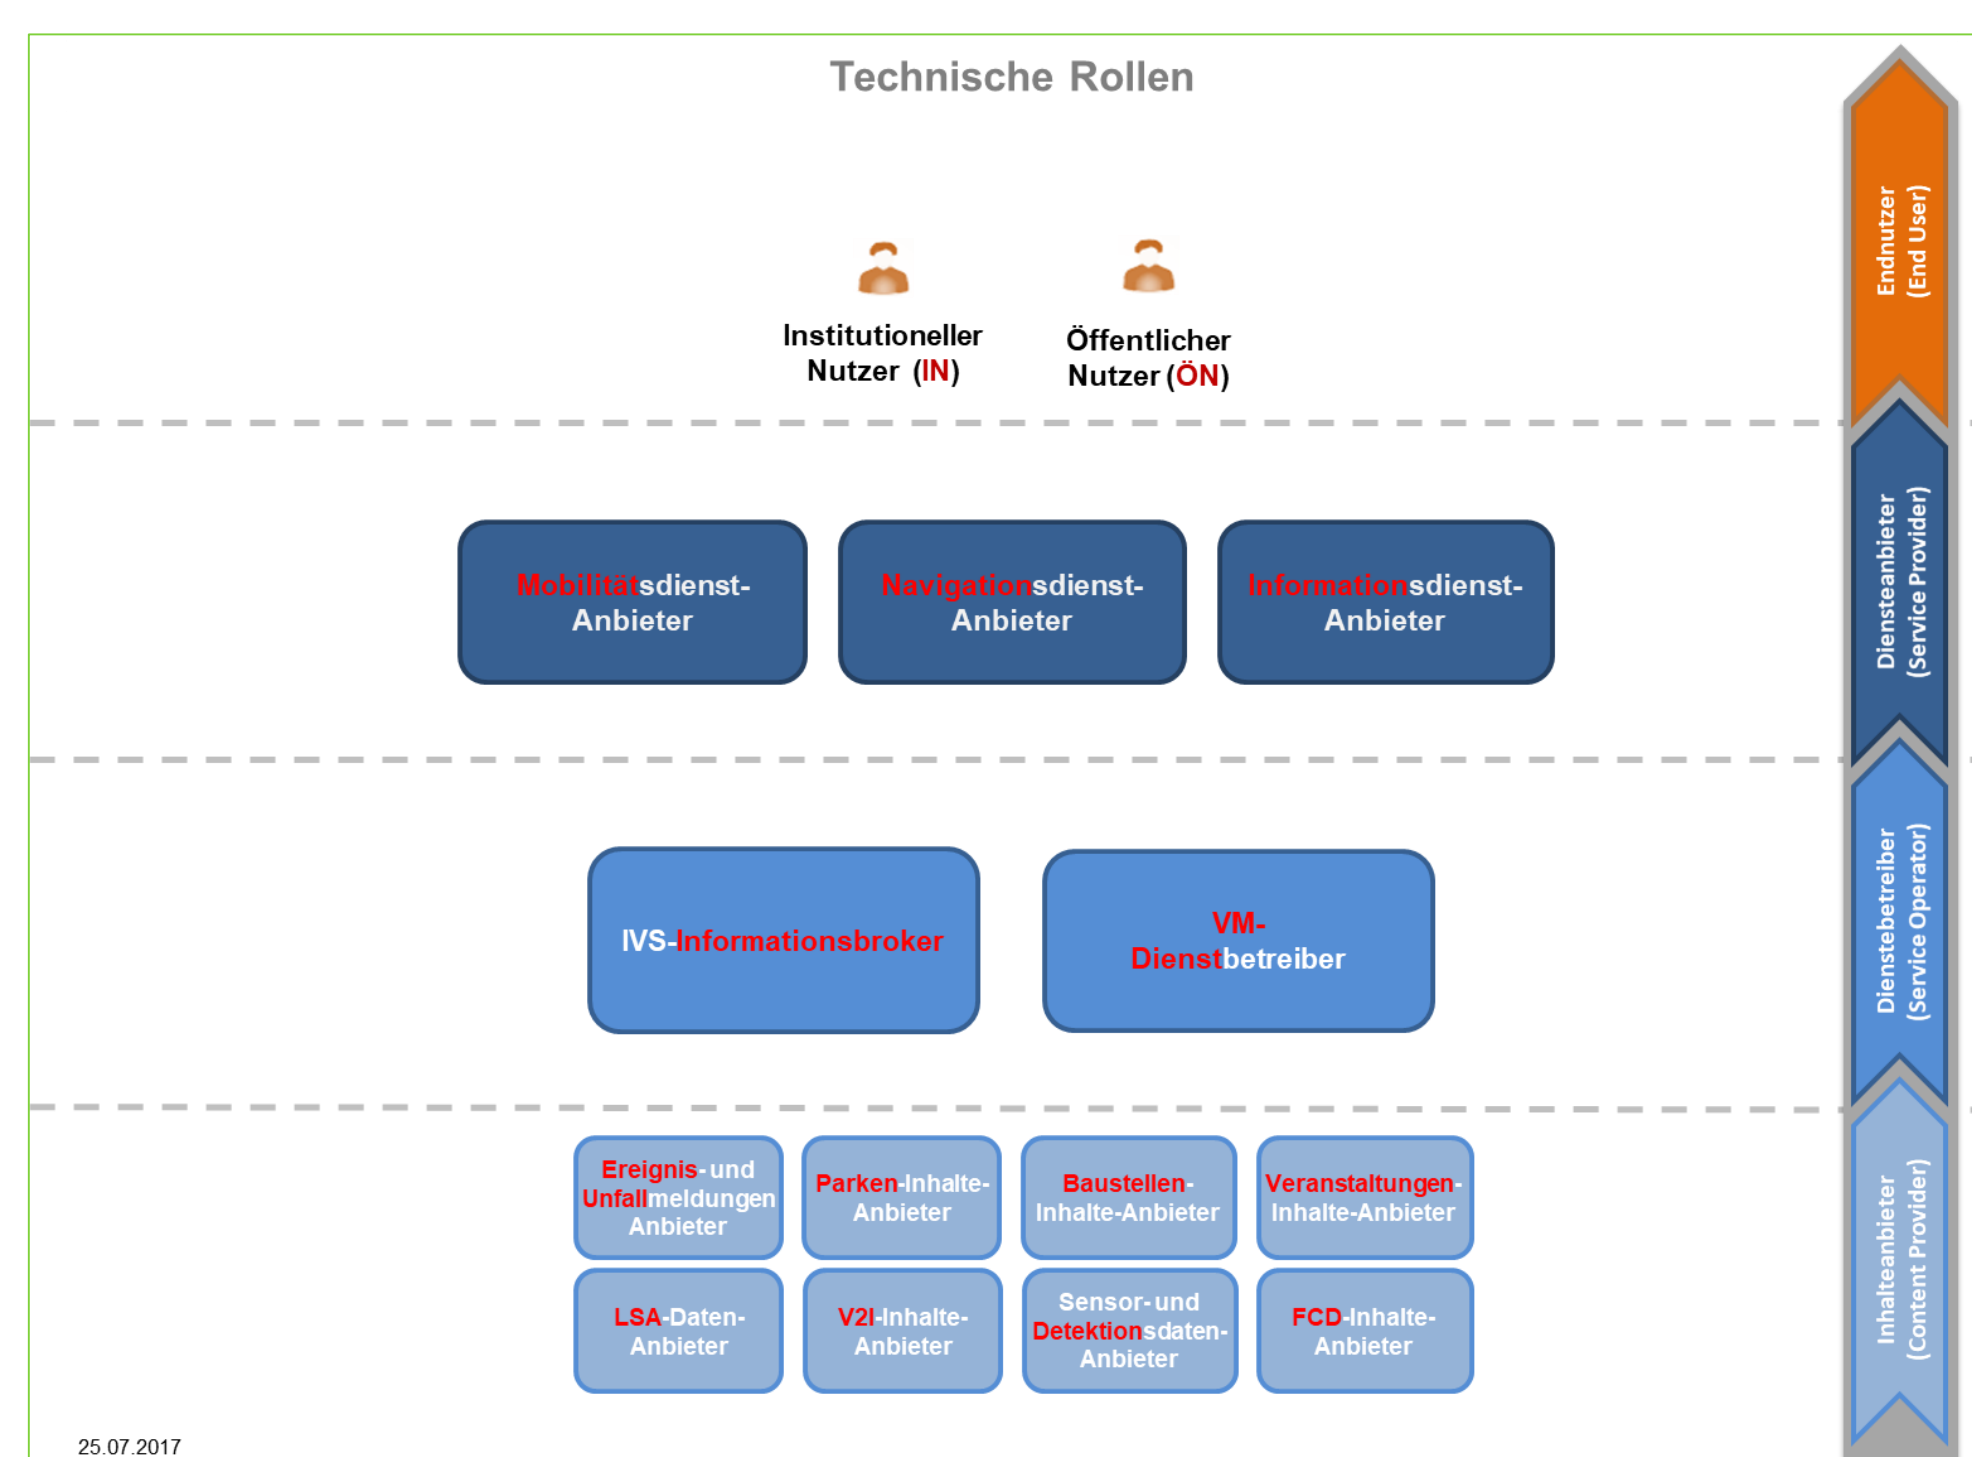 Technische Rollen
Institutioneller
Nutzer (IN)
Öffentlicher
Nutzer (ÖN)
Endnutzer
(End User)
Mobilitätsdienst-
Anbieter
Navigationsdienst-
Anbieter
Informationsdienst-
Anbieter
Diensteanbieter
(Service Provider)
IVS-Informationsbroker
VM-
Dienstbetreiber
Dienstebetreiber
(Service Operator)
Ereignis- und
Unfallmeldungen
Anbieter
Parken-Inhalte-
Anbieter
Baustellen-
Inhalte-Anbieter
Veranstaltungen-
Inhalte-Anbieter
LSA-Daten-
Anbieter
V2I-Inhalte-
Anbieter
Sensor- und
Detektionsdaten-
Anbieter
FCD-Inhalte-
Anbieter
Inhalteanbieter
(Content Provider)
25.07.2017